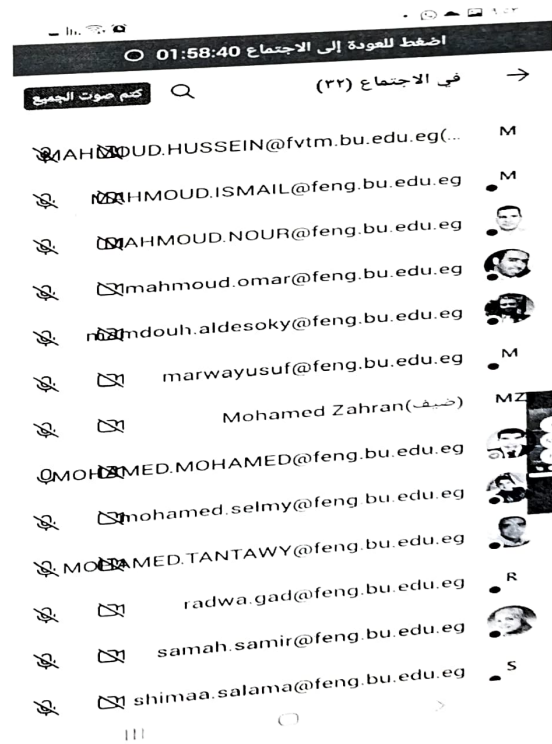 ٩:٥٣
اضغط للعودة إلى الاجتماع 01:58:40
في الاجتماع (٣٢)
كتم صوت الجميع
MAHMOUD.HUSSEIN@fvtm.bu.edu.eg(...
M
MAHMOUD.ISMAIL@feng.bu.edu.eg
M
MAHMOUD.NOUR@feng.bu.edu.eg
mahmoud.omar@feng.bu.edu.eg
mamdouh.aldesoky@feng.bu.edu.eg
marwayusuf@feng.bu.edu.eg
M
Mohamed Zahran(ضيف)
MZ
MOHAMED.MOHAMED@feng.bu.edu.eg
mohamed.selmy@feng.bu.edu.eg
MOHAMED.TANTAWY@feng.bu.edu.eg
radwa.gad@feng.bu.edu.eg
R
samah.samir@feng.bu.edu.eg
shimaa.salama@feng.bu.edu.eg
S